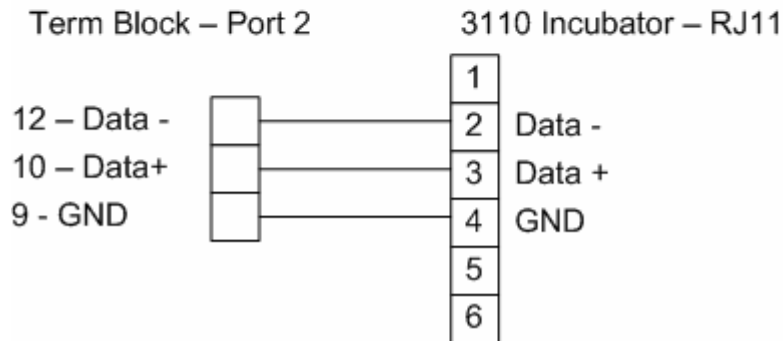 Term Block – Port 2 3110 Incubator – RJ11
1
12 – Data - 2 Data -
10 – Data+ 3 Data +
9 - GND 4 GND
5
6